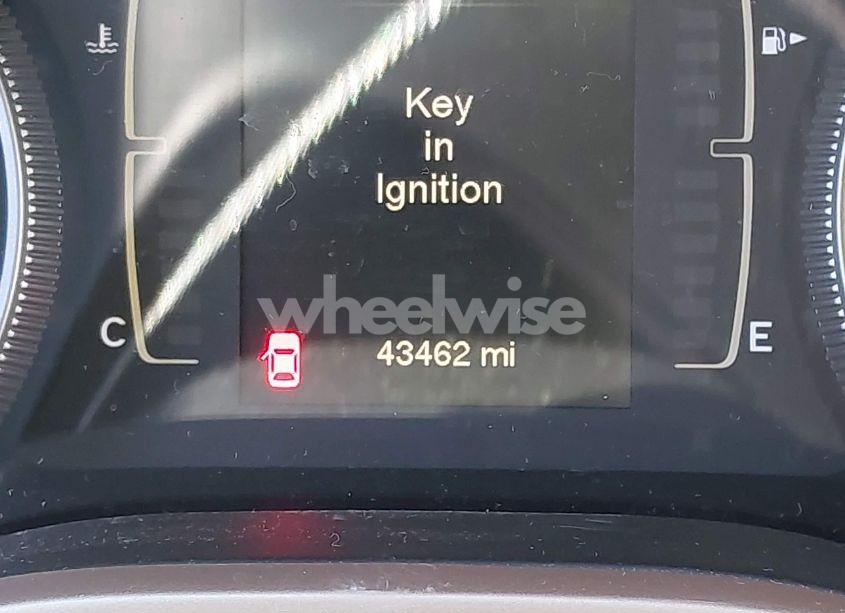 Key
in
Ignition
wheelwise
43462 mi
C
E